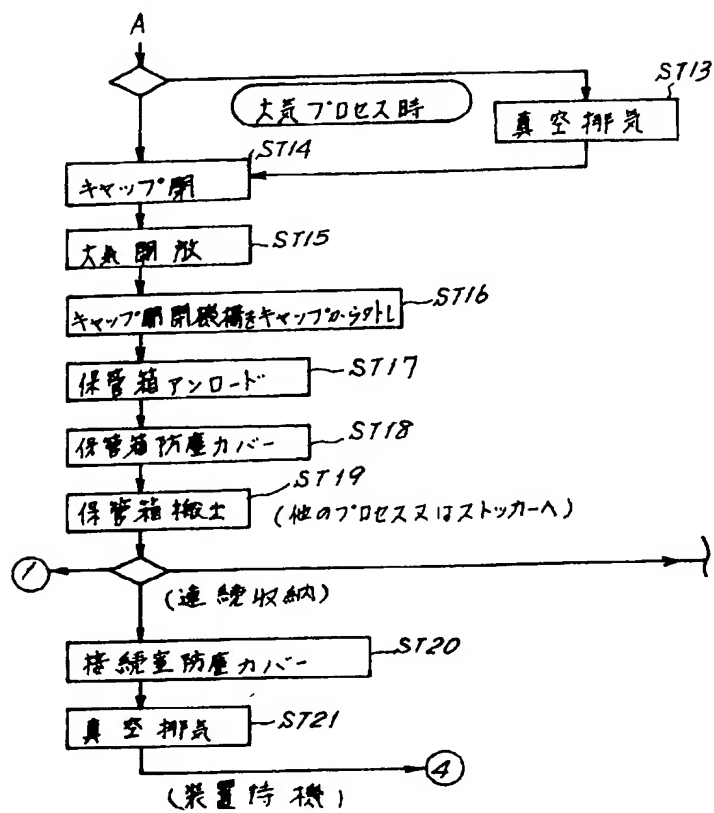 A
ST13
大気プロセス時
真空排気
ST14
キャップ閉
ST15
大気開放
ST16
キャップ開閉機構をキャップから外し
ST17
保管箱アンロード
ST18
保管箱防塵カバー
ST19
保管箱搬出
(他のプロセス又はストッカーへ)
1
(連続収納)
ST20
接続室防塵カバー
ST21
真空排気
4
(装置待機)